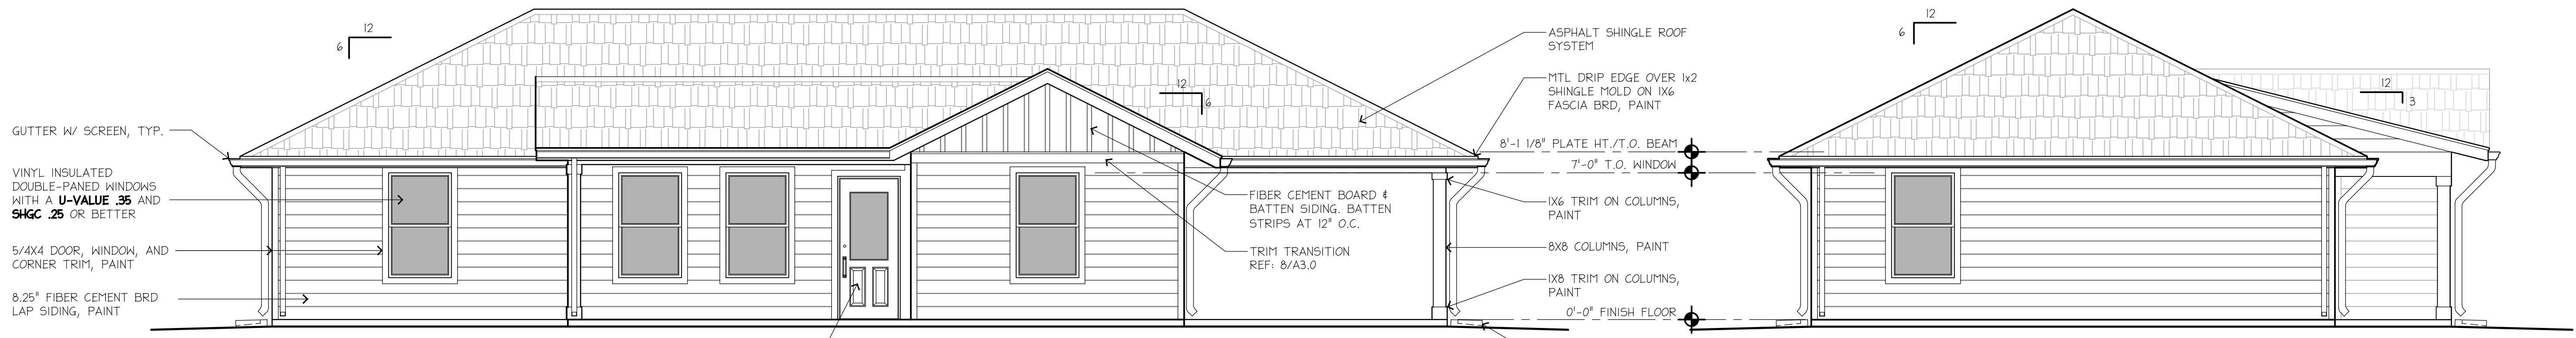 12
6
GUTTER W/ SCREEN, TYP.
VINYL INSULATED
DOUBLE-PANED WINDOWS
WITH A U-VALUE .35 AND
SHGC .25 OR BETTER
5/4X4 DOOR, WINDOW, AND
CORNER TRIM, PAINT
8.25" FIBER CEMENT BRD
LAP SIDING, PAINT
12
6
FIBER CEMENT BOARD &
BATTEN SIDING. BATTEN
STRIPS AT 12" O.C.
TRIM TRANSITION
REF: 8/A3.0
ASPHALT SHINGLE ROOF
SYSTEM
MTL DRIP EDGE OVER 1x2
SHINGLE MOLD ON 1X6
FASCIA BRD, PAINT
8'-1 1/8" PLATE HT./T.O. BEAM
7'-0" T.O. WINDOW
1X6 TRIM ON COLUMNS,
PAINT
8X8 COLUMNS, PAINT
1X8 TRIM ON COLUMNS,
PAINT
0'-0" FINISH FLOOR
12
6
12
3